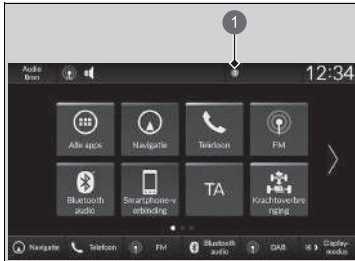 1
Audio
Bron
12:34
Alle apps
Navigatie
Telefoon
FM
Bluetooth
audio
Smartphone-v
erbinding
TA
Krachtoverbre
nging
Navigatie
Telefoon
FM
Bluetooth
audio
DAB
Display-
modus